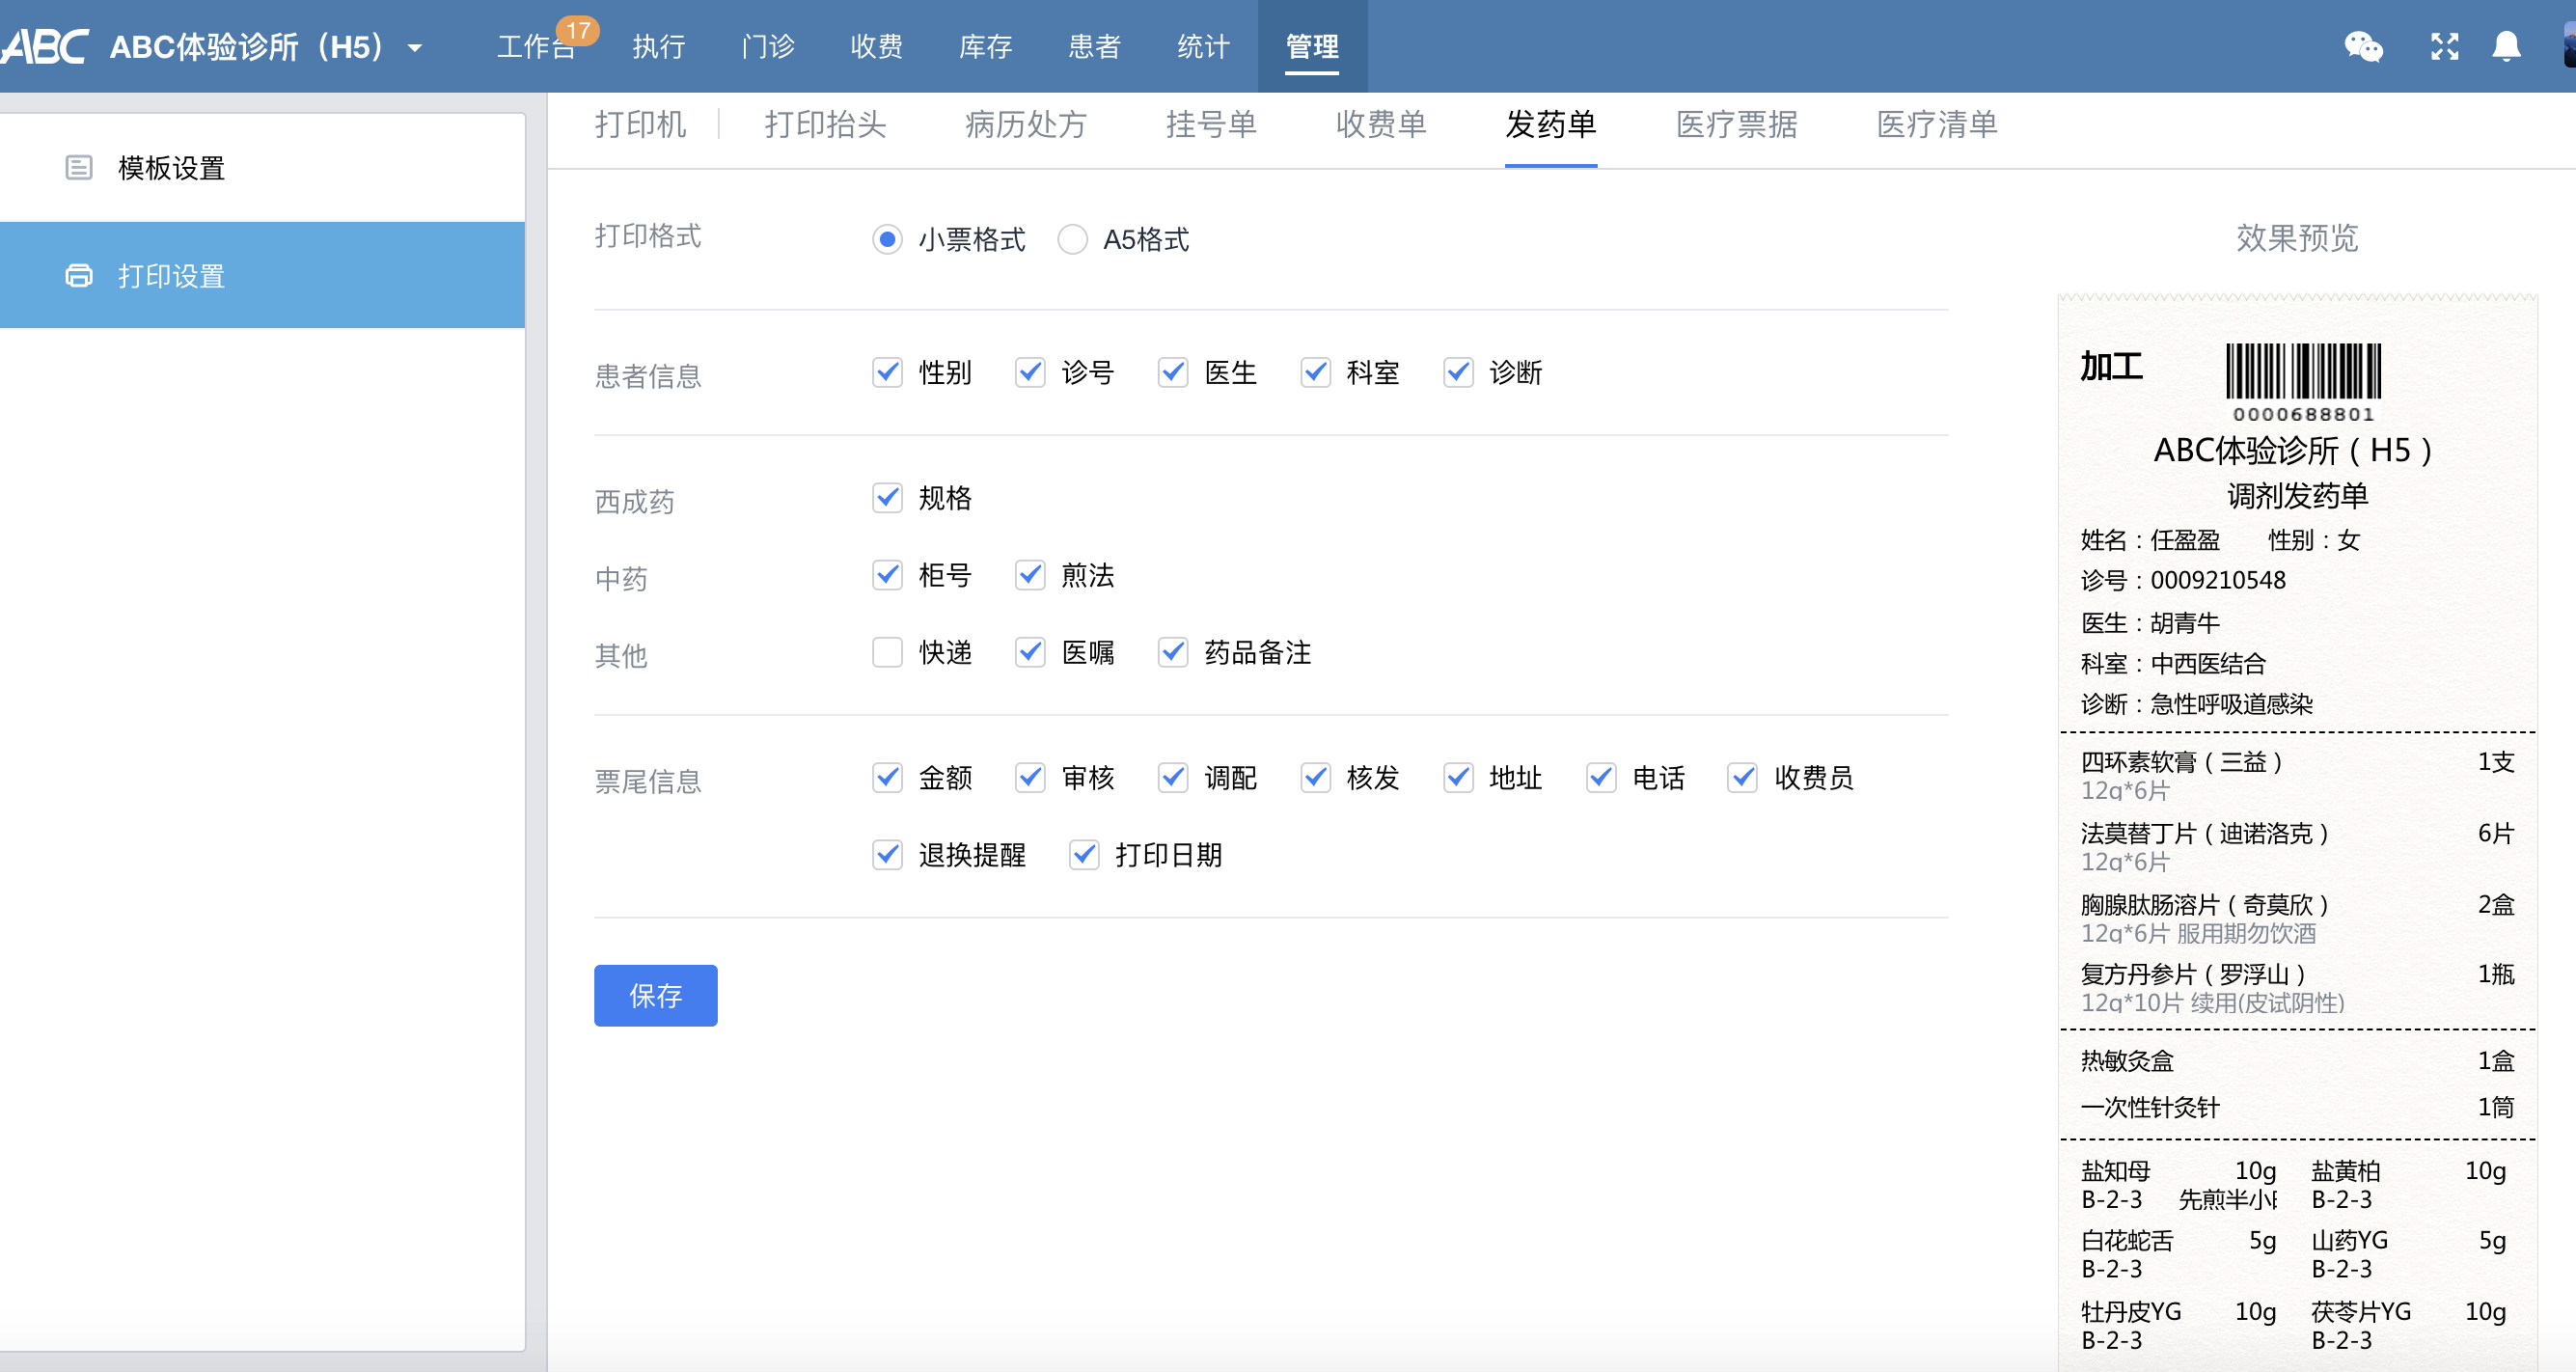 ABC ABC体验诊所（H5） 工作台 17 执行 门诊 收费 库存 患者 统计 管理
模板设置
打印设置
打印机 打印抬头 病历处方 挂号单 收费单 发药单 医疗票据 医疗清单
打印格式 小票格式 A5格式
患者信息 性别 诊号 医生 科室 诊断
西成药 规格
中药 柜号 煎法
其他 快递 医嘱 药品备注
票尾信息 金额 审核 调配 核发 地址 电话 收费员
退换提醒 打印日期
保存
效果预览
加工
0000688801
ABC体验诊所（H5）
调剂发药单
姓名：任盈盈 性别：女
诊号：0009210548
医生：胡青牛
科室：中西医结合
诊断：急性呼吸道感染
四环素软膏（三益） 1支
12g*6片
法莫替丁片（迪诺洛克） 6片
12g*6片
胸腺肽肠溶片（奇莫欣） 2盒
12g*6片 服用期勿饮酒
复方丹参片（罗浮山） 1瓶
12g*10片 续用(皮试阴性)
热敏灸盒 1盒
一次性针灸针 1筒
盐知母 10g 盐黄柏 10g
B-2-3 先煎半小 B-2-3
白花蛇舌 5g 山药YG 5g
B-2-3 B-2-3
牡丹皮YG 10g 茯苓片YG 10g
B-2-3 B-2-3